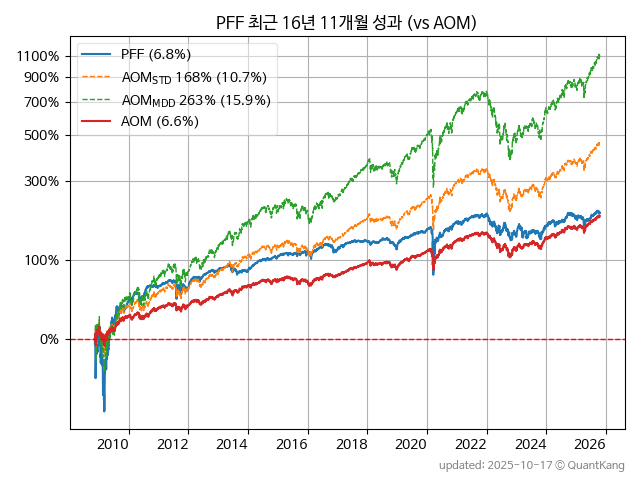 PFF 최근 16년 11개월 성과 (vs AOM)
PFF (6.8%)
AOM_STD 168% (10.7%)
AOM_MDD 263% (15.9%)
AOM (6.6%)
1100%
900%
700%
500%
300%
100%
0%
2010 2012 2014 2016 2018 2020 2022 2024 2026
updated: 2025-10-17 © QuantKang